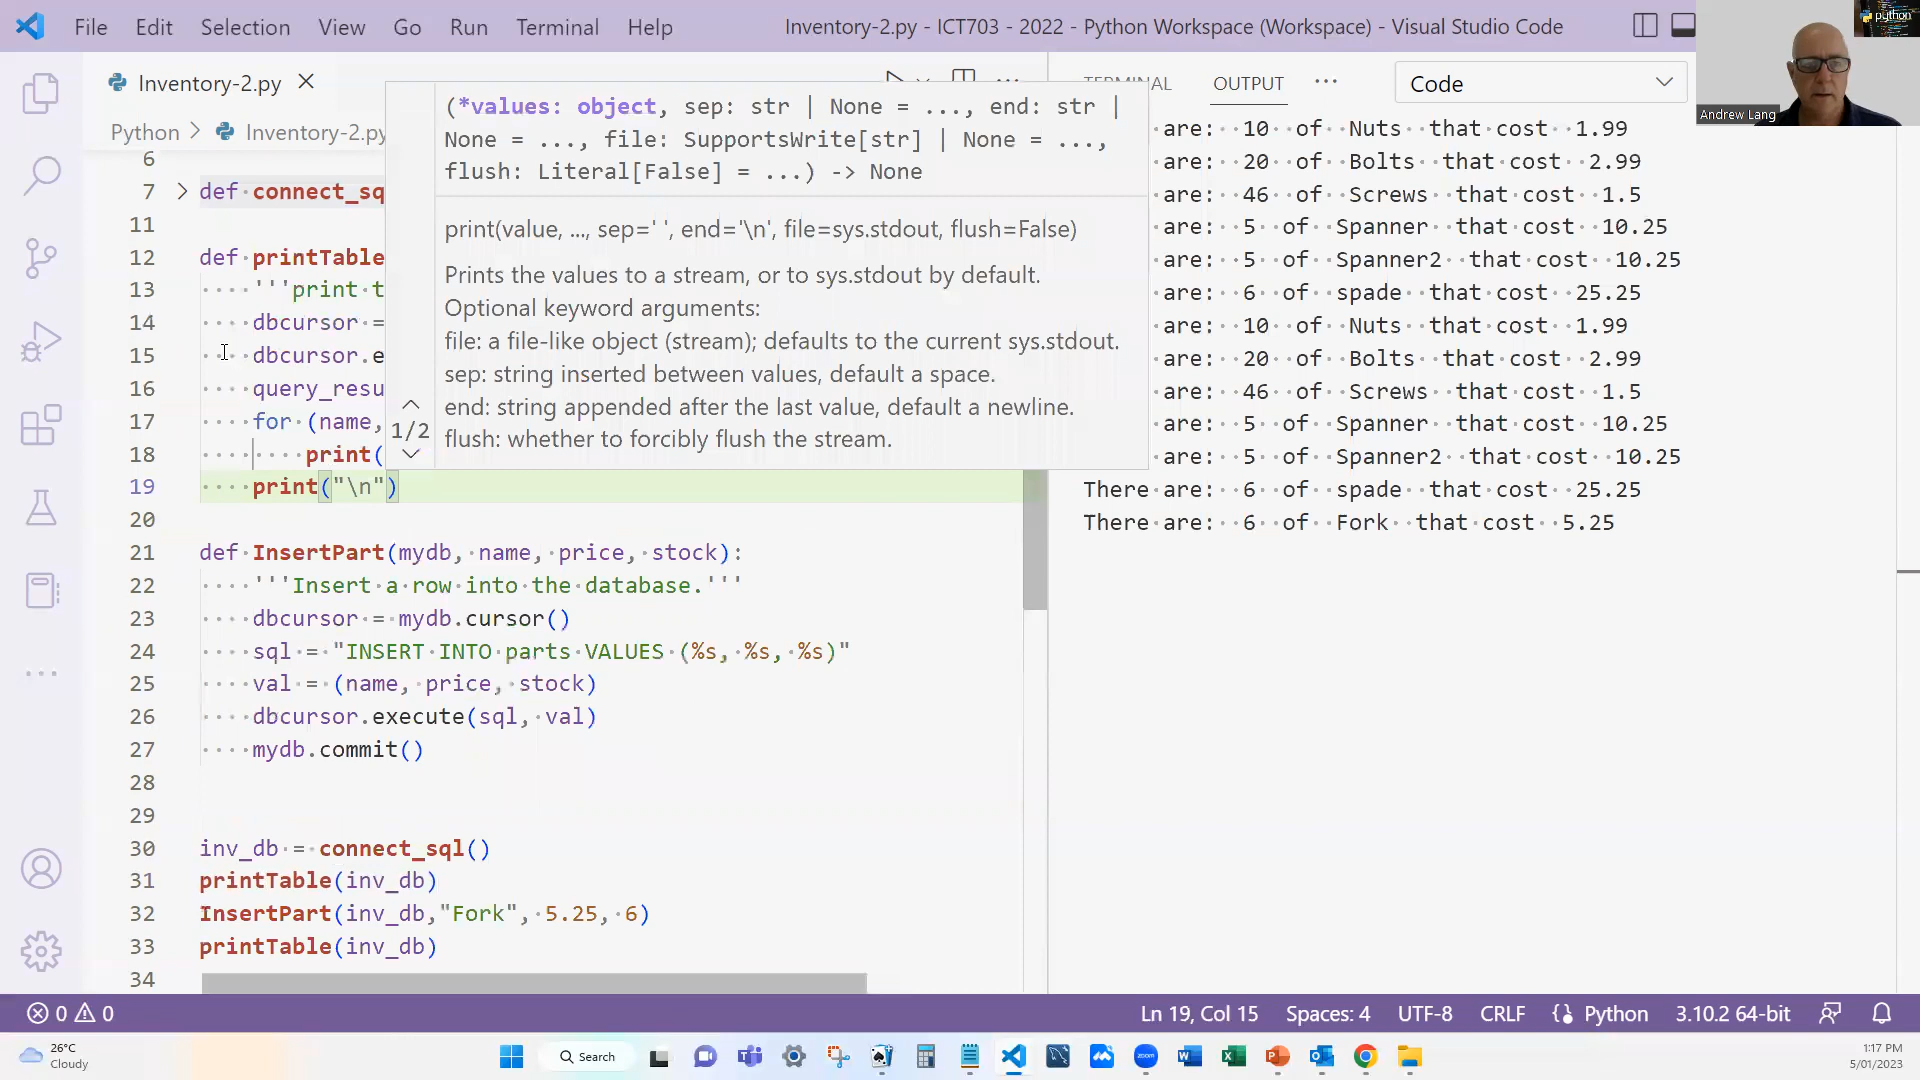 File Edit Selection View Go Run Terminal Help
Inventory-2.py - ICT703 - 2022 - Python Workspace (Workspace) - Visual Studio Code
python
Andrew Lang
Inventory-2.py
TERMINAL OUTPUT
Code
Python > Inventory-2.py
(*values: object, sep: str | None = ..., end: str |
None = ..., file: SupportsWrite[str] | None = ...,
flush: Literal[False] = ...) -> None
print(value, ..., sep=' ', end='\n', file=sys.stdout, flush=False)
Prints the values to a stream, or to sys.stdout by default.
Optional keyword arguments:
file: a file-like object (stream); defaults to the current sys.stdout.
sep: string inserted between values, default a space.
end: string appended after the last value, default a newline.
flush: whether to forcibly flush the stream.
1/2
6
7 def connect_sq
11
12 def printTable
13 '''print t
14 dbcursor =
15 dbcursor.e
16 query_resu
17 for (name,
18 print(
19 print("\n")
20
21 def InsertPart(mydb, name, price, stock):
22 '''Insert a row into the database.'''
23 dbcursor = mydb.cursor()
24 sql = "INSERT INTO parts VALUES (%s, %s, %s)"
25 val = (name, price, stock)
26 dbcursor.execute(sql, val)
27 mydb.commit()
28
29
30 inv_db = connect_sql()
31 printTable(inv_db)
32 InsertPart(inv_db,"Fork", 5.25, 6)
33 printTable(inv_db)
34
are: 10 of Nuts that cost 1.99
are: 20 of Bolts that cost 2.99
are: 46 of Screws that cost 1.5
are: 5 of Spanner that cost 10.25
are: 5 of Spanner2 that cost 10.25
are: 6 of spade that cost 25.25
are: 10 of Nuts that cost 1.99
are: 20 of Bolts that cost 2.99
are: 46 of Screws that cost 1.5
are: 5 of Spanner that cost 10.25
are: 5 of Spanner2 that cost 10.25
There are: 6 of spade that cost 25.25
There are: 6 of Fork that cost 5.25
0 0
Ln 19, Col 15 Spaces: 4 UTF-8 CRLF Python 3.10.2 64-bit
26°C
Cloudy
Search
zoom
1:17 PM
5/01/2023